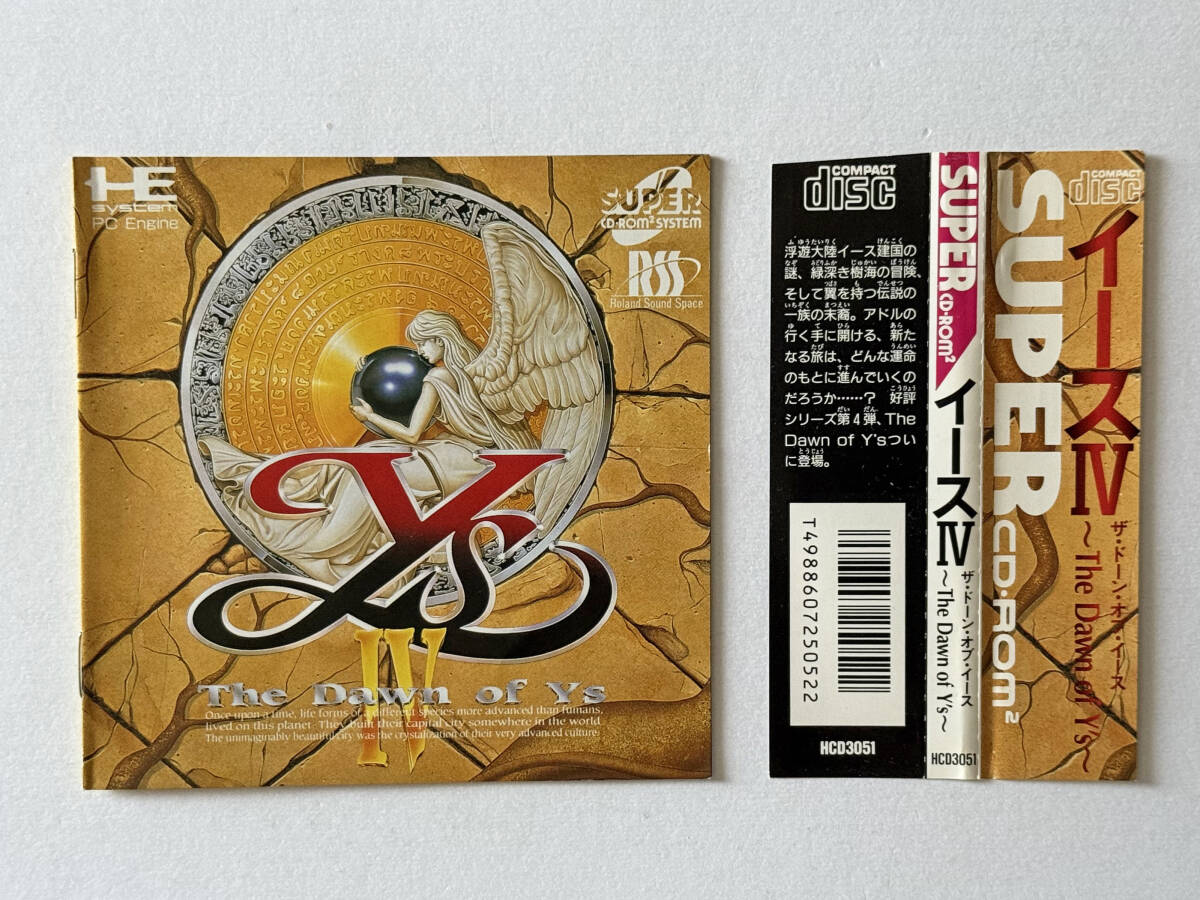 HE
system
PC Engine
SUPER
CD-ROM² SYSTEM
RSS
Roland Sound Space
Ys
IV
The Dawn of Ys
Once upon a time, life forms of a different species more advanced than fumans,
lived on this planet. They built their capital city somewhere in the world.
The unimaginably beautiful city was the crystalization of their very advanced culture.
COMPACT
disc
浮遊大陸イース建国の
謎、緑深き樹海の冒険、
そして翼を持つ伝説の
一族の末裔。アドルの
行く手に開ける、新た
なる旅は、どんな運命
のもとに進んでいくの
だろうか……? 好評
シリーズ第4弾、The
Dawn of Y'sつい
に登場。
T4988607250522
HCD3051
SUPER CD-ROM²
イースIV
ザ・ドーン・オブ・イース
～The Dawn of Y's～
HCD3051
COMPACT
disc
SUPER CD-ROM²
イースIV
ザ・ドーン・オブ・イース
～The Dawn of Y's～